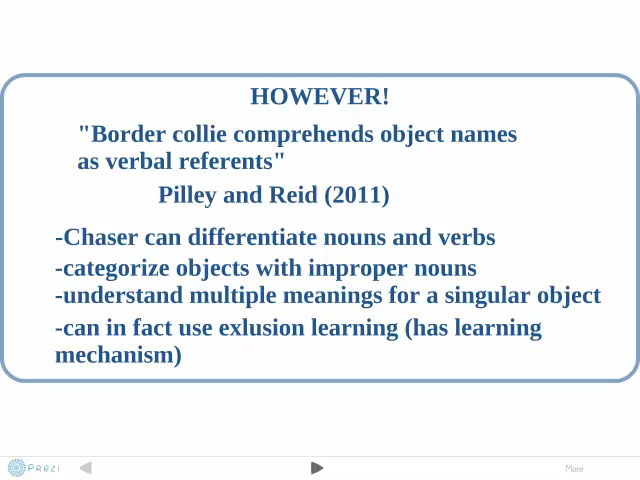 HOWEVER!
"Border collie comprehends object names
as verbal referents"
Pilley and Reid (2011)
-Chaser can differentiate nouns and verbs
-categorize objects with improper nouns
-understand multiple meanings for a singular object
-can in fact use exlusion learning (has learning
mechanism)
PREZI
More